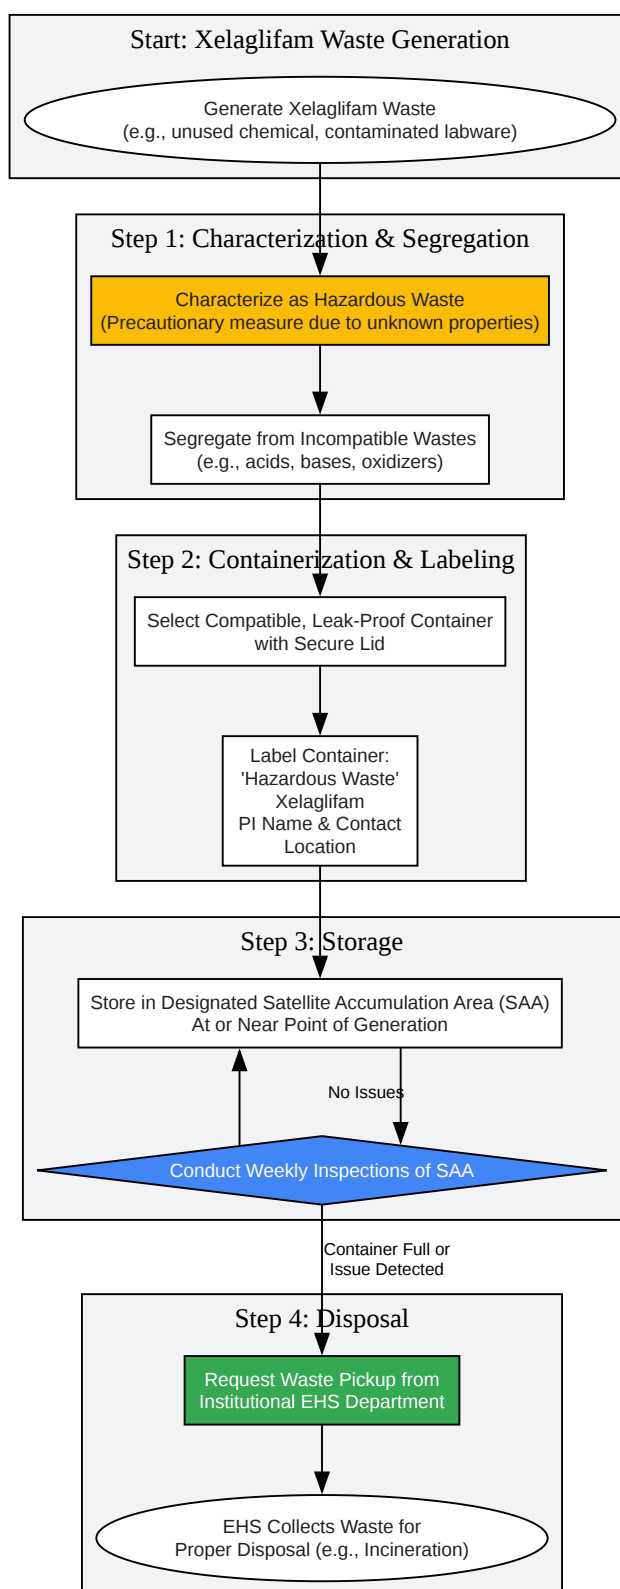 Start: Xelaglifam Waste Generation
Generate Xelaglifam Waste
(e.g., unused chemical, contaminated labware)
Step 1: Characterization & Segregation
Characterize as Hazardous Waste
(Precautionary measure due to unknown properties)
Segregate from Incompatible Wastes
(e.g., acids, bases, oxidizers)
Step 2: Containerization & Labeling
Select Compatible, Leak-Proof Container
with Secure Lid
Label Container:
'Hazardous Waste'
Xelaglifam
PI Name & Contact
Location
Step 3: Storage
Store in Designated Satellite Accumulation Area (SAA)
At or Near Point of Generation
No Issues
Conduct Weekly Inspections of SAA
Container Full or
Issue Detected
Step 4: Disposal
Request Waste Pickup from
Institutional EHS Department
EHS Collects Waste for
Proper Disposal (e.g., Incineration)